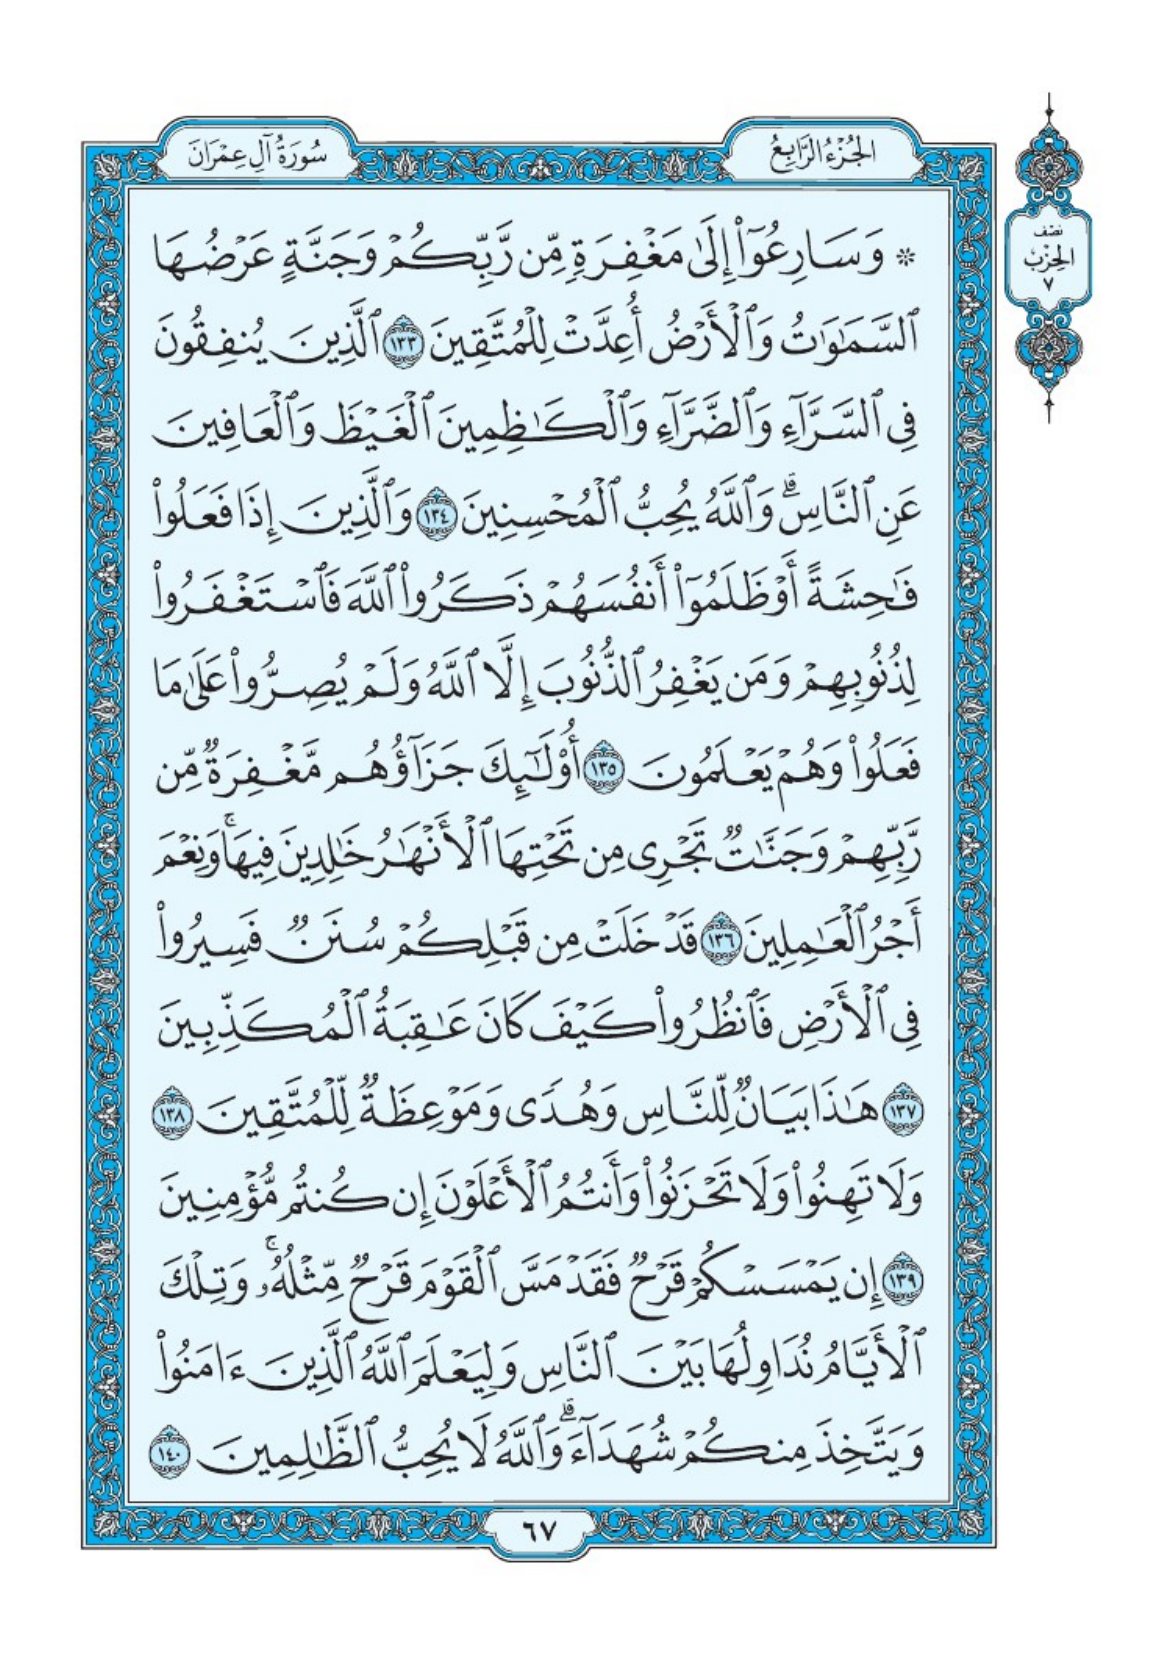 الجُزْءُ الرَّابِعُ
سُورَةُ آلِ عِمْرَانَ
نصف
الحِزْبُ
٧
۞ وَسَارِعُوٓاْ إِلَىٰ مَغْفِرَةٖ مِّن رَّبِّكُمۡ وَجَنَّةٍ عَرۡضُهَا
ٱلسَّمَٰوَٰتُ وَٱلۡأَرۡضُ أُعِدَّتۡ لِلۡمُتَّقِينَ ١٣٣ ٱلَّذِينَ يُنفِقُونَ
فِي ٱلسَّرَّآءِ وَٱلضَّرَّآءِ وَٱلۡكَٰظِمِينَ ٱلۡغَيۡظَ وَٱلۡعَافِينَ
عَنِ ٱلنَّاسِۗ وَٱللَّهُ يُحِبُّ ٱلۡمُحۡسِنِينَ ١٣٤ وَٱلَّذِينَ إِذَا فَعَلُواْ
فَٰحِشَةً أَوۡ ظَلَمُوٓاْ أَنفُسَهُمۡ ذَكَرُواْ ٱللَّهَ فَٱسۡتَغۡفَرُواْ
لِذُنُوبِهِمۡ وَمَن يَغۡفِرُ ٱلذُّنُوبَ إِلَّا ٱللَّهُ وَلَمۡ يُصِرُّواْ عَلَىٰ مَا
فَعَلُواْ وَهُمۡ يَعۡلَمُونَ ١٣٥ أُوْلَٰٓئِكَ جَزَآؤُهُم مَّغۡفِرَةٞ مِّن
رَّبِّهِمۡ وَجَنَّٰتٞ تَجۡرِي مِن تَحۡتِهَا ٱلۡأَنۡهَٰرُ خَٰلِدِينَ فِيهَاۚ وَنِعۡمَ
أَجۡرُ ٱلۡعَٰمِلِينَ ١٣٦ قَدۡ خَلَتۡ مِن قَبۡلِكُمۡ سُنَنٞ فَسِيرُواْ
فِي ٱلۡأَرۡضِ فَٱنظُرُواْ كَيۡفَ كَانَ عَٰقِبَةُ ٱلۡمُكَذِّبِينَ
١٣٧ هَٰذَا بَيَانٞ لِّلنَّاسِ وَهُدٗى وَمَوۡعِظَةٞ لِّلۡمُتَّقِينَ ١٣٨
وَلَا تَهِنُواْ وَلَا تَحۡزَنُواْ وَأَنتُمُ ٱلۡأَعۡلَوۡنَ إِن كُنتُم مُّؤۡمِنِينَ
١٣٩ إِن يَمۡسَسۡكُمۡ قَرۡحٞ فَقَدۡ مَسَّ ٱلۡقَوۡمَ قَرۡحٞ مِّثۡلُهُۥۚ وَتِلۡكَ
ٱلۡأَيَّامُ نُدَاوِلُهَا بَيۡنَ ٱلنَّاسِ وَلِيَعۡلَمَ ٱللَّهُ ٱلَّذِينَ ءَامَنُواْ
وَيَتَّخِذَ مِنكُمۡ شُهَدَآءَۗ وَٱللَّهُ لَا يُحِبُّ ٱلظَّٰلِمِينَ ١٤٠
٦٧